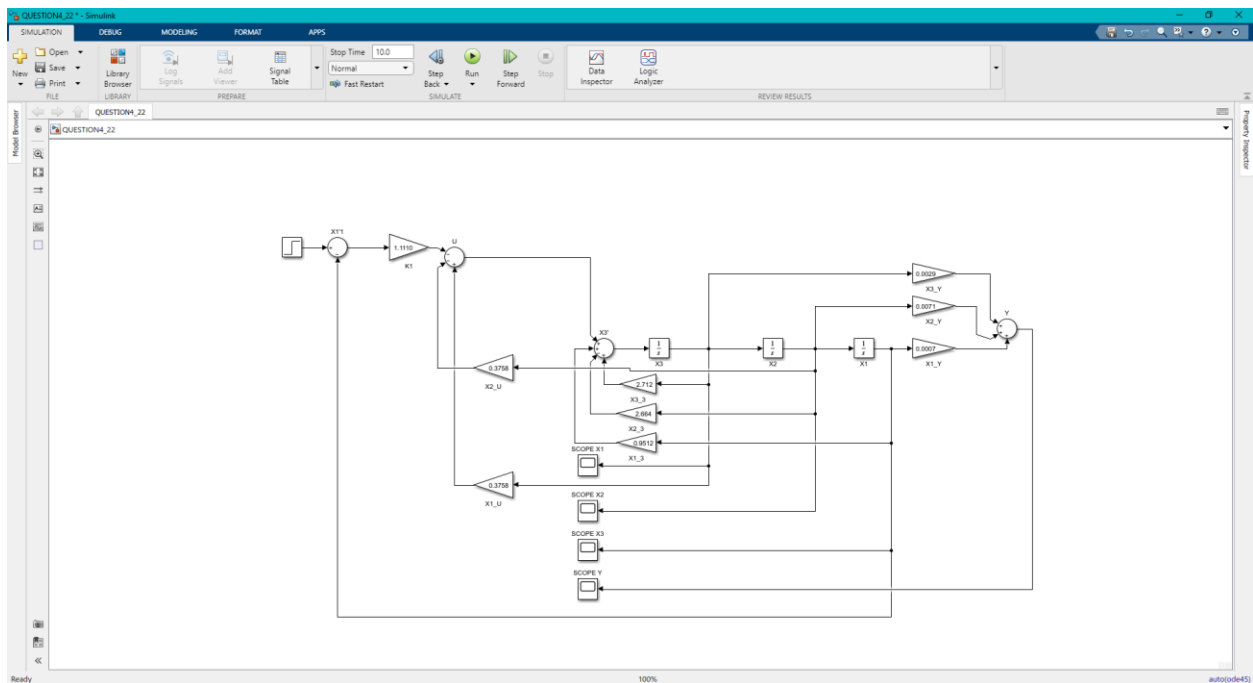 QUESTION4_22 * - Simulink
SIMULATION DEBUG MODELING FORMAT APPS
New
Open
Save
Print
FILE
Library Browser
LIBRARY
Log Signals
Add Viewer
Signal Table
PREPARE
Stop Time 10.0
Normal
Fast Restart
Step Back
Run
Step Forward
Stop
SIMULATE
Data Inspector
Logic Analyzer
REVIEW RESULTS
Model Browser
QUESTION4_22
QUESTION4_22
Property Inspector
X1'1
1.1110
K1
U
0.0029
X3_Y
0.0071
X2_Y
Y
0.0007
X1_Y
X3'
1/s
X3
1/s
X2
1/s
X1
0.3758
X2_U
2.712
X3_3
2.664
X2_3
0.9512
X1_3
SCOPE X1
0.3758
X1_U
SCOPE X2
SCOPE X3
SCOPE Y
Ready
100%
auto(ode45)